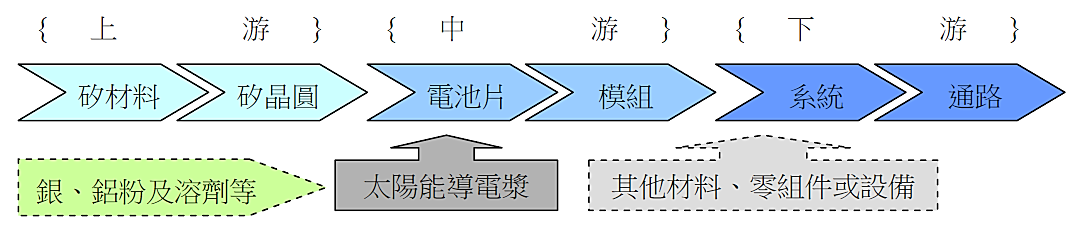 { 上 游 } { 中 游 } { 下 游 }
矽材料 矽晶圓 電池片 模組 系統 通路
銀、鋁粉及溶劑等 太陽能導電漿 其他材料、零組件或設備